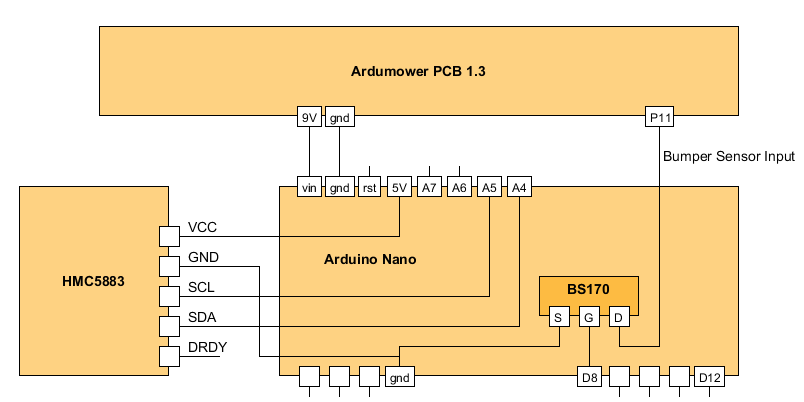 Ardumower PCB 1.3
9V gnd P11
Bumper Sensor Input
vin gnd rst 5V A7 A6 A5 A4
VCC
GND
Arduino Nano
HMC5883
SCL
BS170
SDA
S G D
DRDY
gnd D8 D12